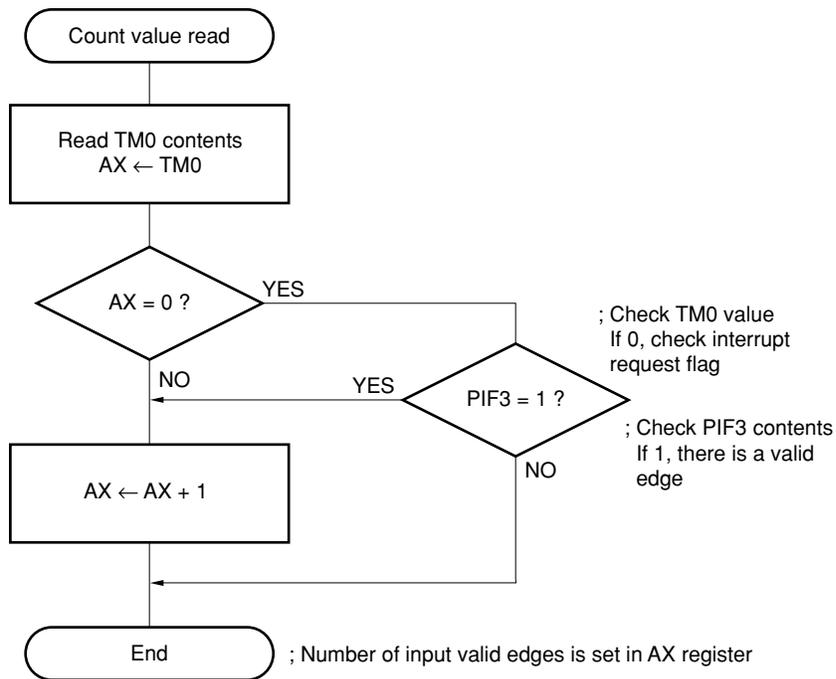 Count value read
Read TM0 contents
AX ← TM0
AX = 0 ?
YES
; Check TM0 value
If 0, check interrupt
request flag
NO
YES
PIF3 = 1 ?
; Check PIF3 contents
If 1, there is a valid
edge
NO
AX ← AX + 1
End
; Number of input valid edges is set in AX register